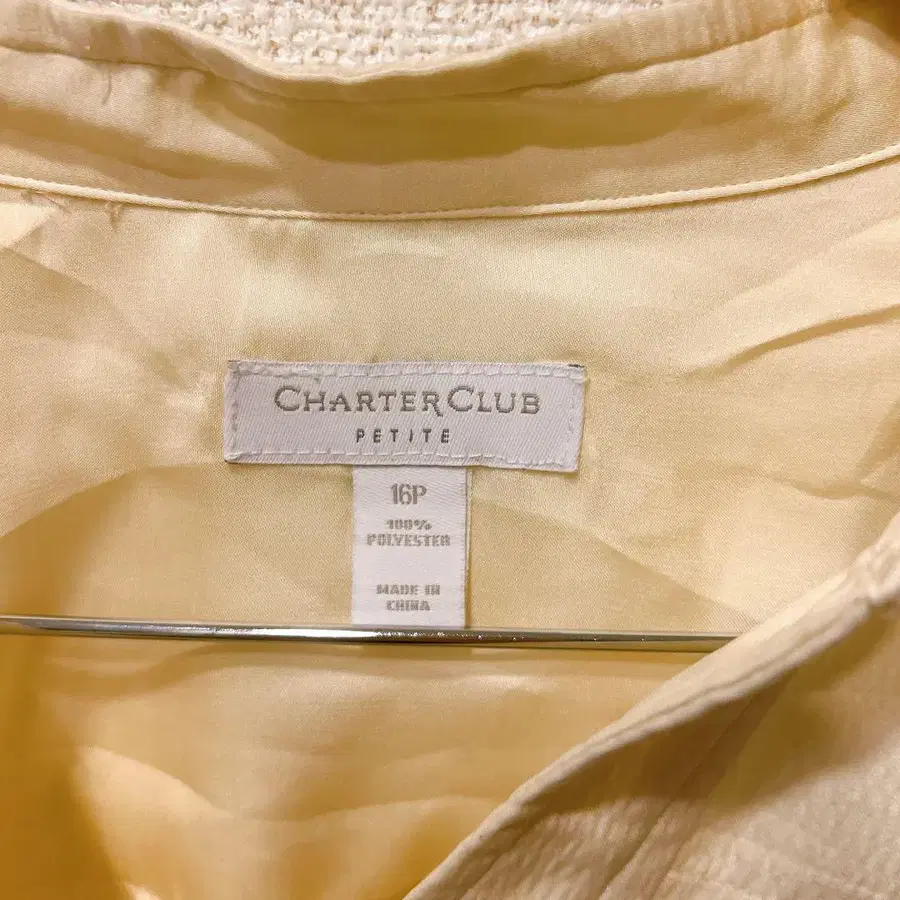 CHARTER CLUB
PETITE
16P
100%
POLYESTER
MADE IN
CHINA